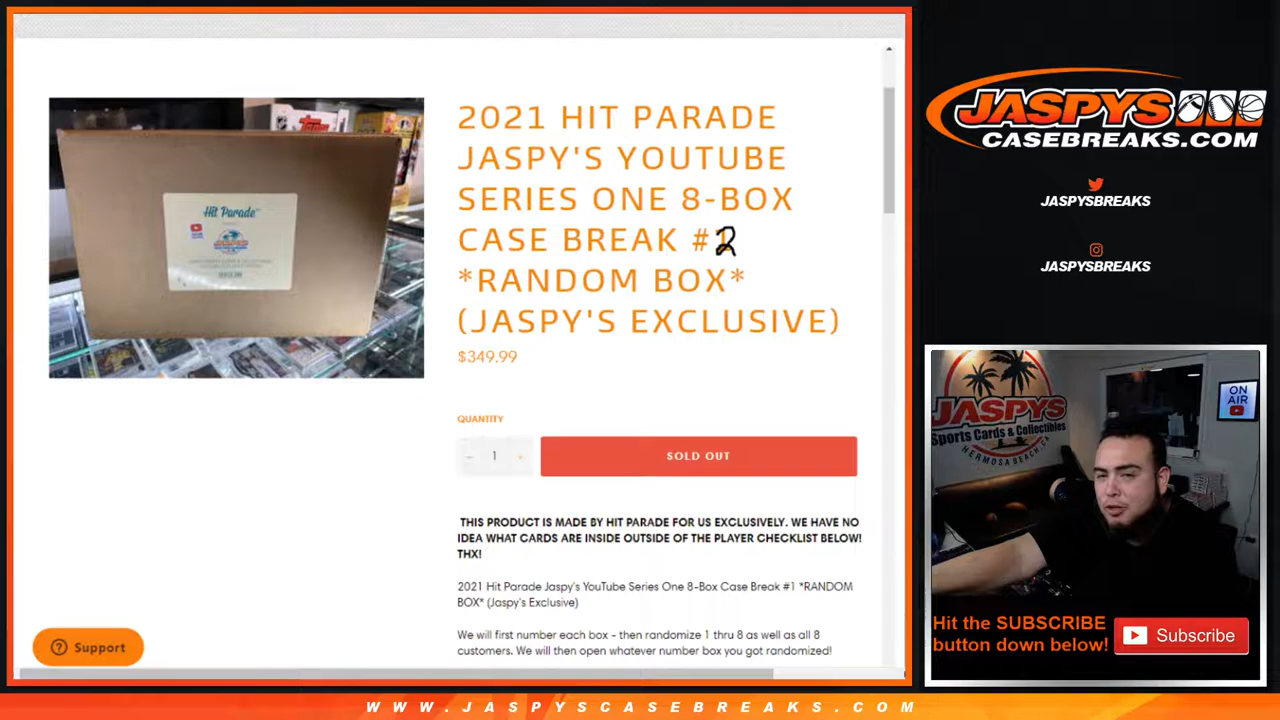 2021 HIT PARADE
JASPY'S YOUTUBE
SERIES ONE 8-BOX
CASE BREAK #2
*RANDOM BOX*
(JASPY'S EXCLUSIVE)
$349.99
QUANTITY
− 1 +
SOLD OUT
THIS PRODUCT IS MADE BY HIT PARADE FOR US EXCLUSIVELY. WE HAVE NO
IDEA WHAT CARDS ARE INSIDE OUTSIDE OF THE PLAYER CHECKLIST BELOW!
THX!
2021 Hit Parade Jaspy's YouTube Series One 8-Box Case Break #1 *RANDOM
BOX* (Jaspy's Exclusive)
We will first number each box - then randomize 1 thru 8 as well as all 8
customers. We will then open whatever number box you got randomized!
Hit Parade
Support
JASPYS
CASEBREAKS.COM
JASPYSBREAKS
JASPYSBREAKS
JASPYS
Sports Cards & Collectibles
HERMOSA BEACH, CA
ON
AIR
Hit the SUBSCRIBE
button down below!
Subscribe
WWW.JASPYSCASEBREAKS.COM